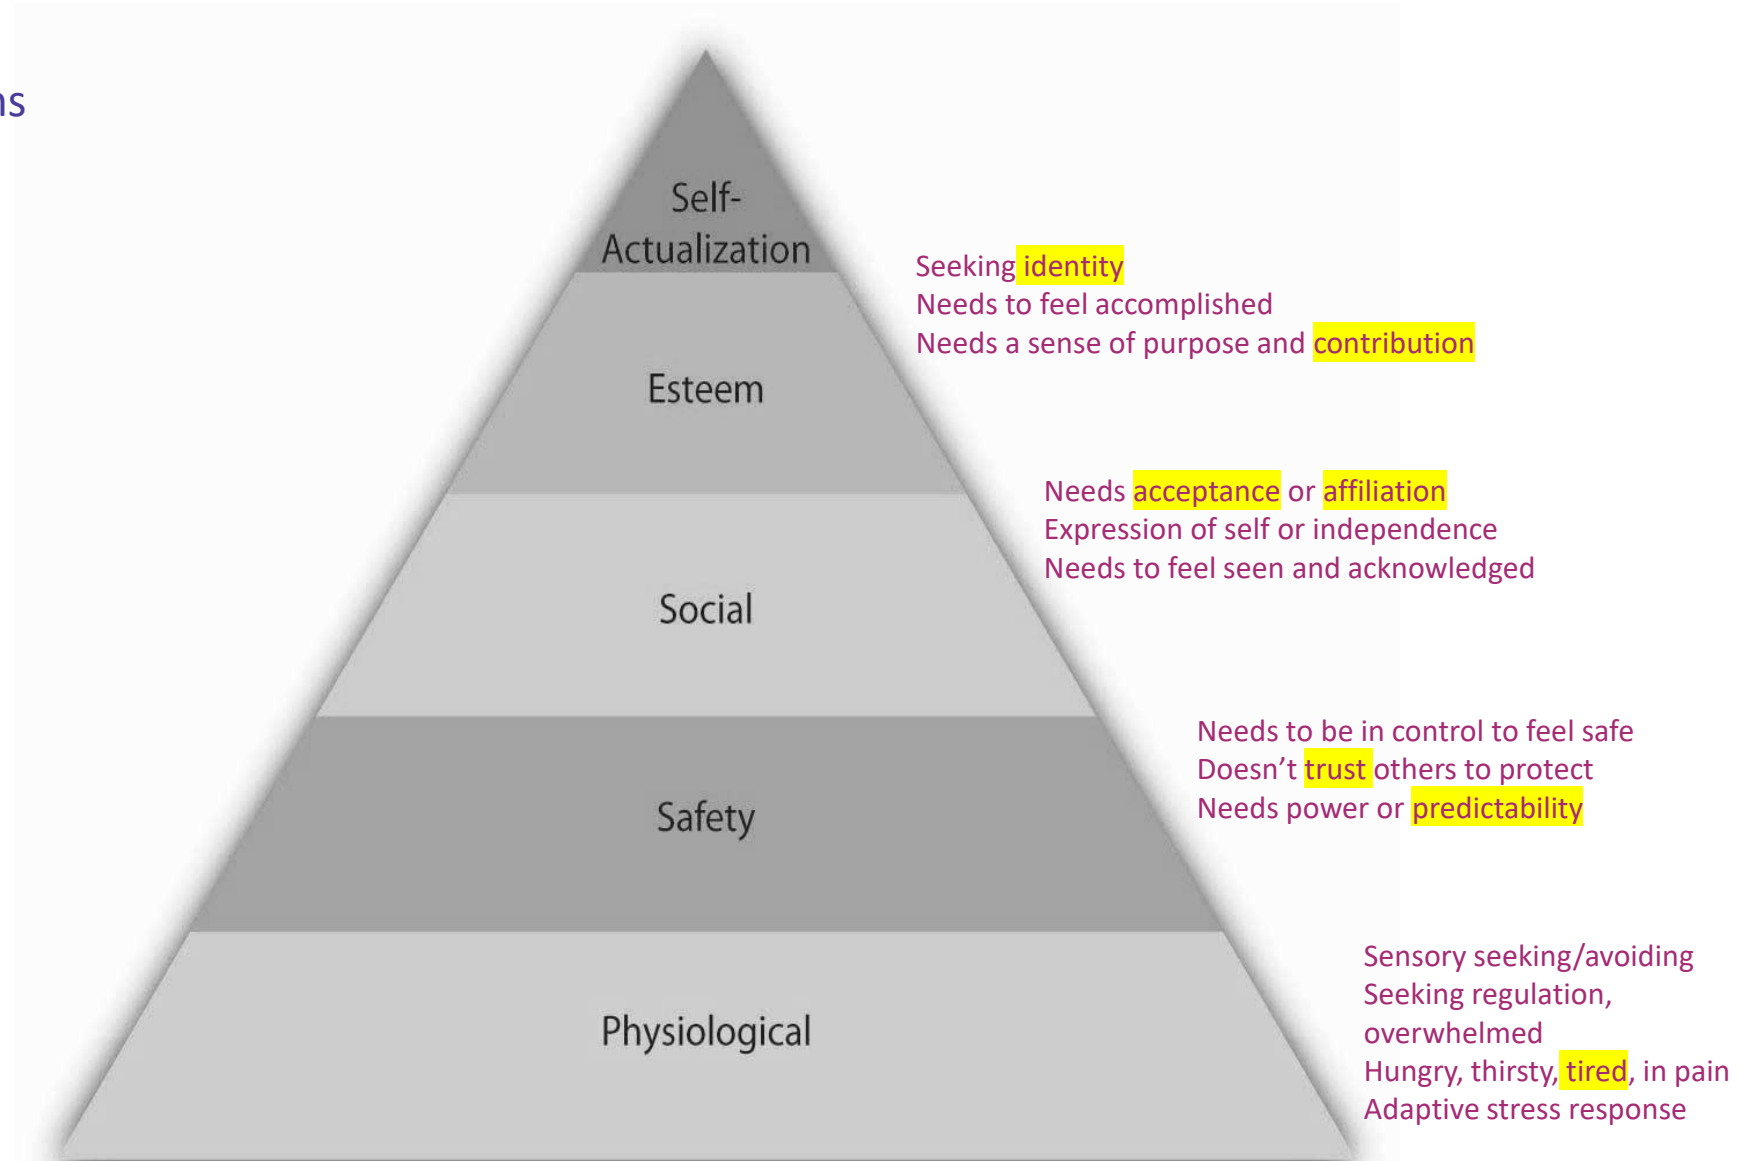 ns
Self-
Actualization
Seeking identity
Needs to feel accomplished
Needs a sense of purpose and contribution
Esteem
Needs acceptance or affiliation
Expression of self or independence
Needs to feel seen and acknowledged
Social
Needs to be in control to feel safe
Doesn’t trust others to protect
Needs power or predictability
Safety
Sensory seeking/avoiding
Seeking regulation,
overwhelmed
Hungry, thirsty, tired, in pain
Adaptive stress response
Physiological